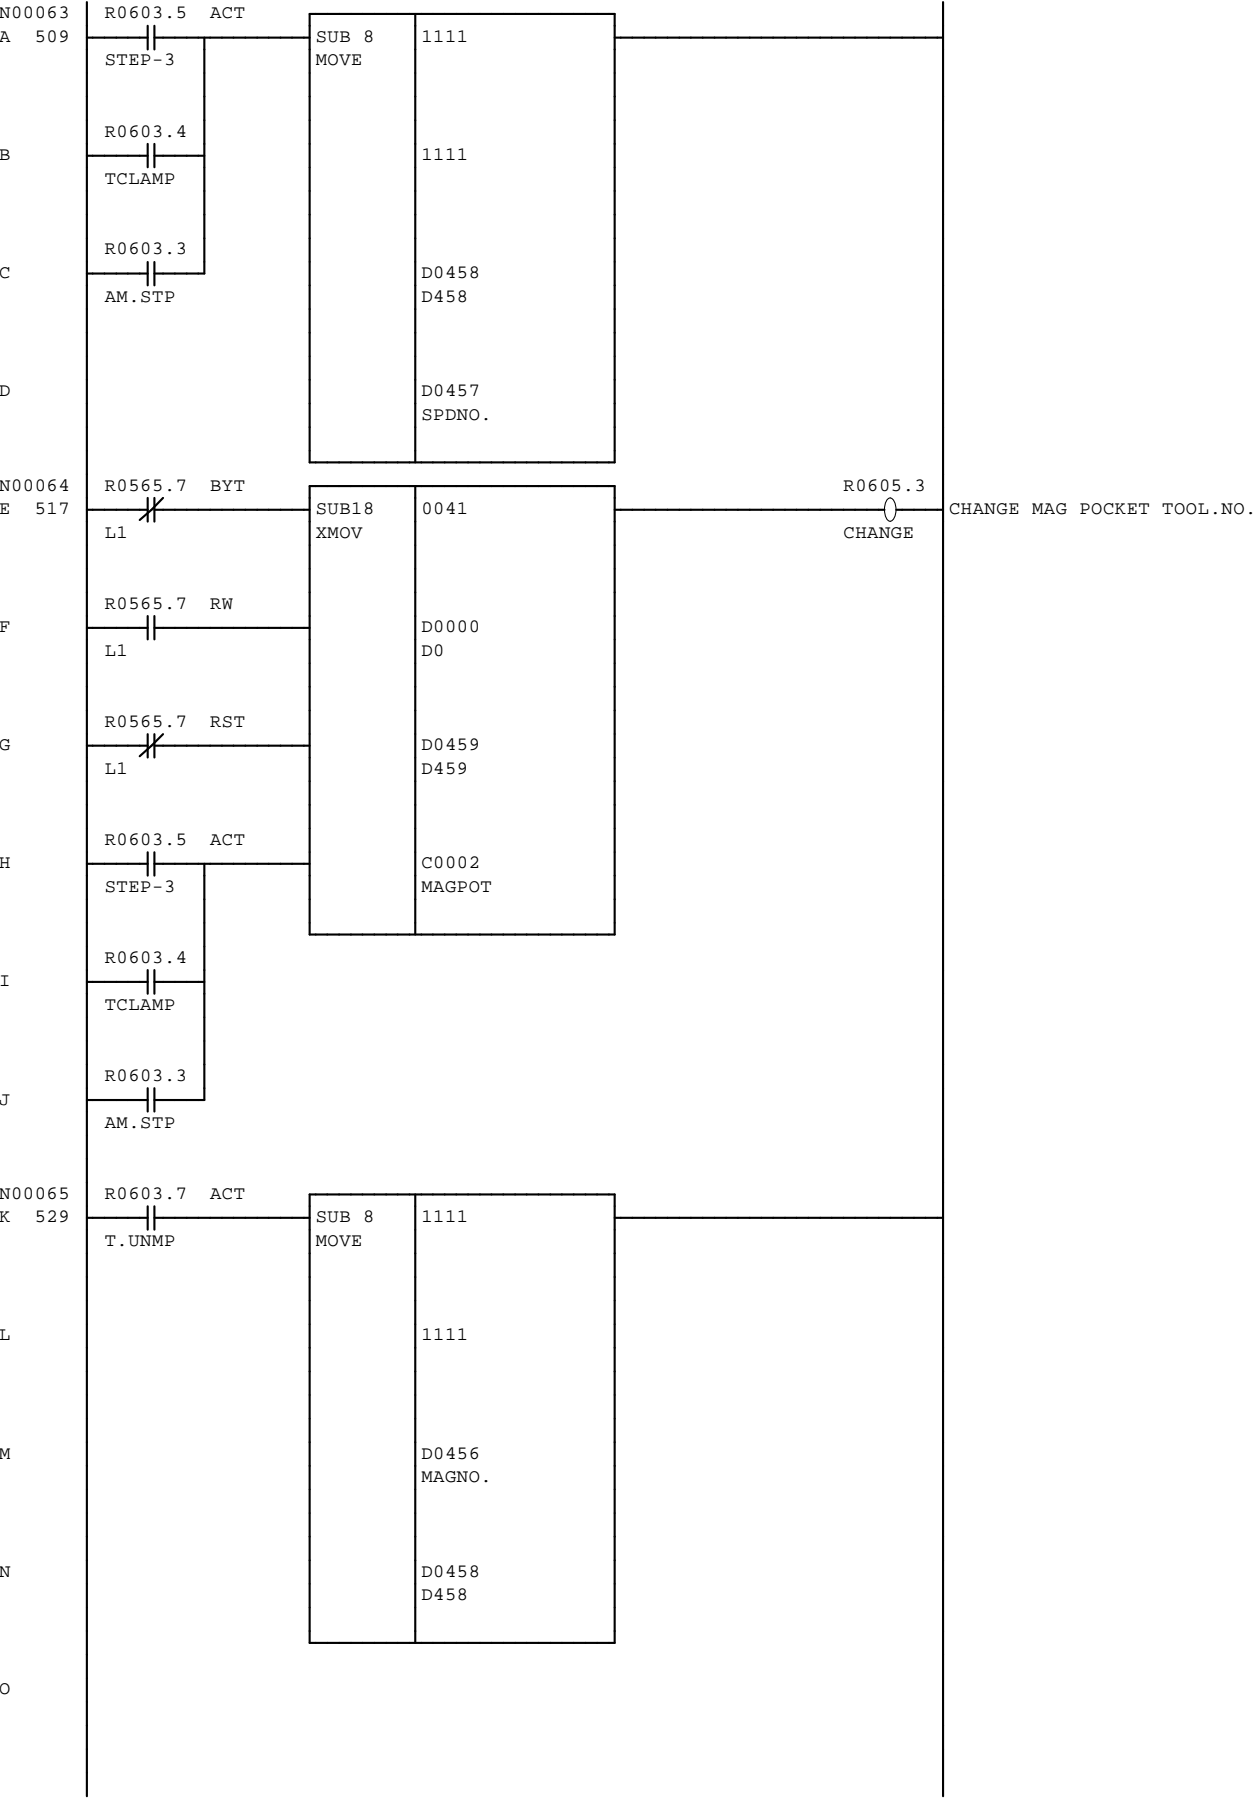 N00063 R0603.5 ACT
A 509 SUB 8 1111
STEP-3 MOVE
R0603.4
B 1111
TCLAMP
R0603.3
C D0458
AM.STP D458
D D0457
SPDNO.
N00064 R0565.7 BYT R0605.3
E 517 SUB18 0041 CHANGE MAG POCKET TOOL.NO.
L1 XMOV CHANGE
R0565.7 RW
F D0000
L1 D0
R0565.7 RST
G D0459
L1 D459
R0603.5 ACT
H C0002
STEP-3 MAGPOT
R0603.4
I
TCLAMP
R0603.3
J
AM.STP
N00065 R0603.7 ACT
K 529 SUB 8 1111
T.UNMP MOVE
L 1111
M D0456
MAGNO.
N D0458
D458
O